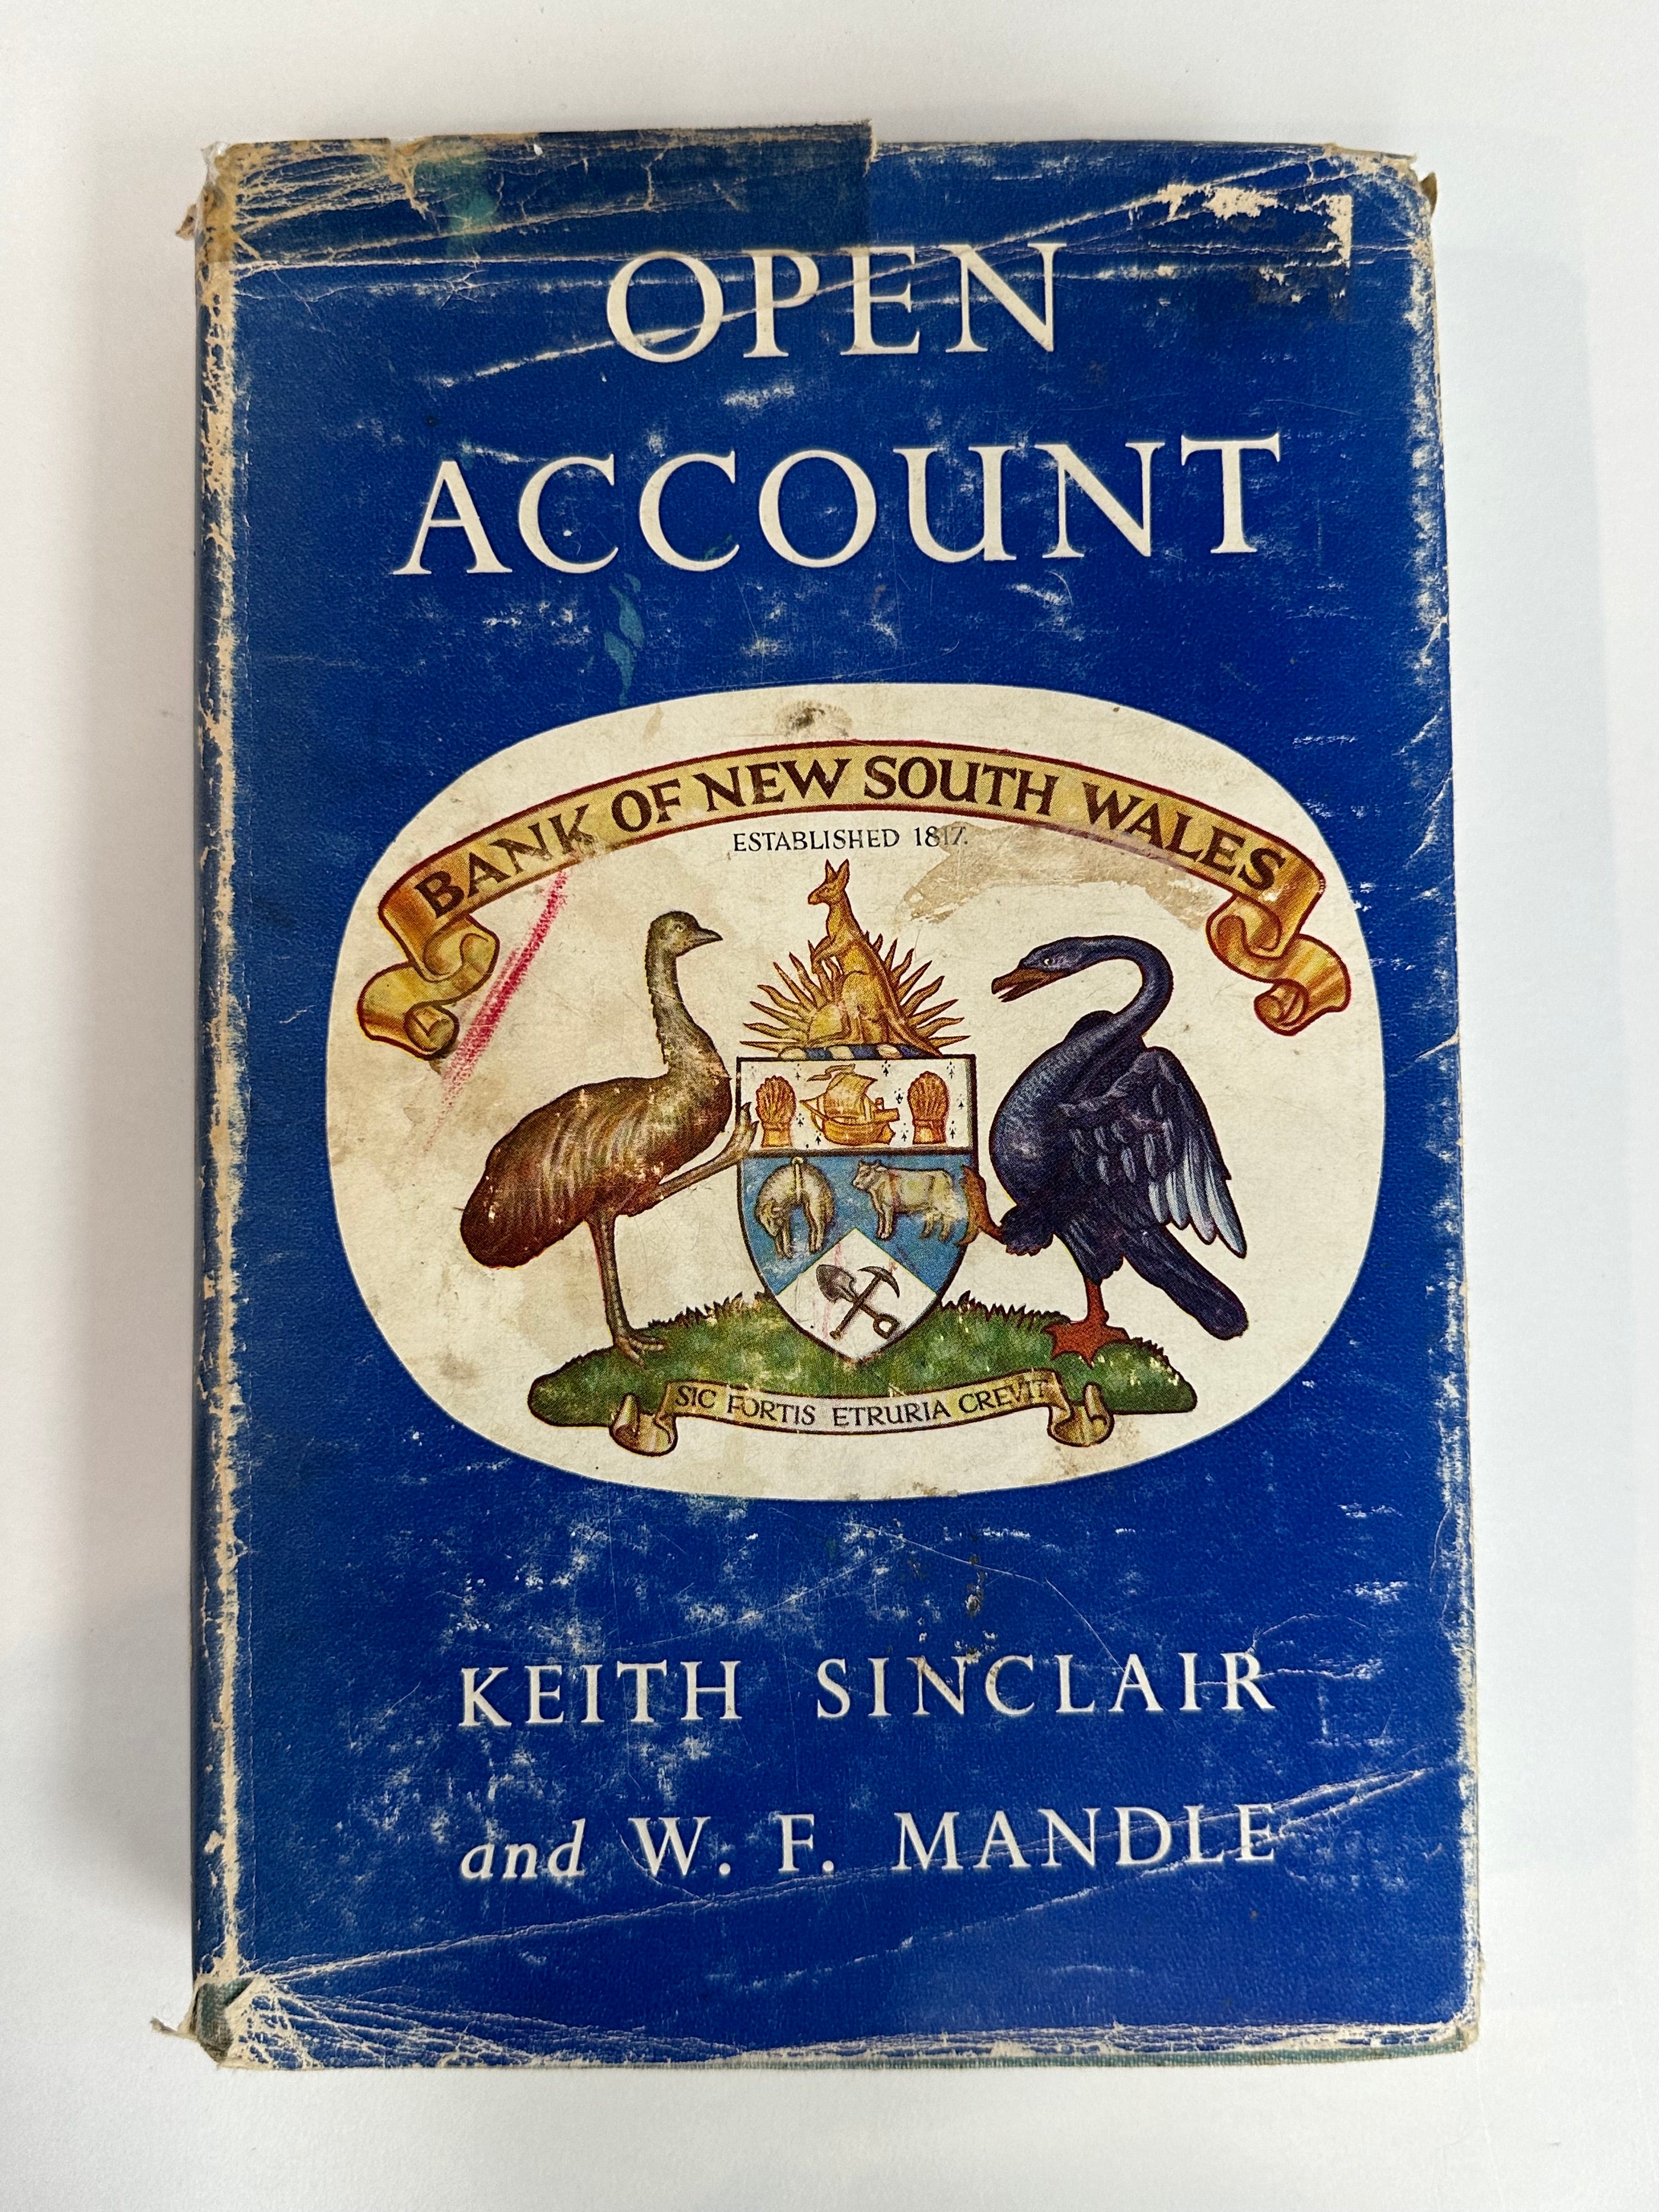 OPEN
ACCOUNT
BANK OF NEW SOUTH WALES
ESTABLISHED 1817.
SIC FORTIS ETRURIA CREVIT
KEITH SINCLAIR
and W. F. MANDLE